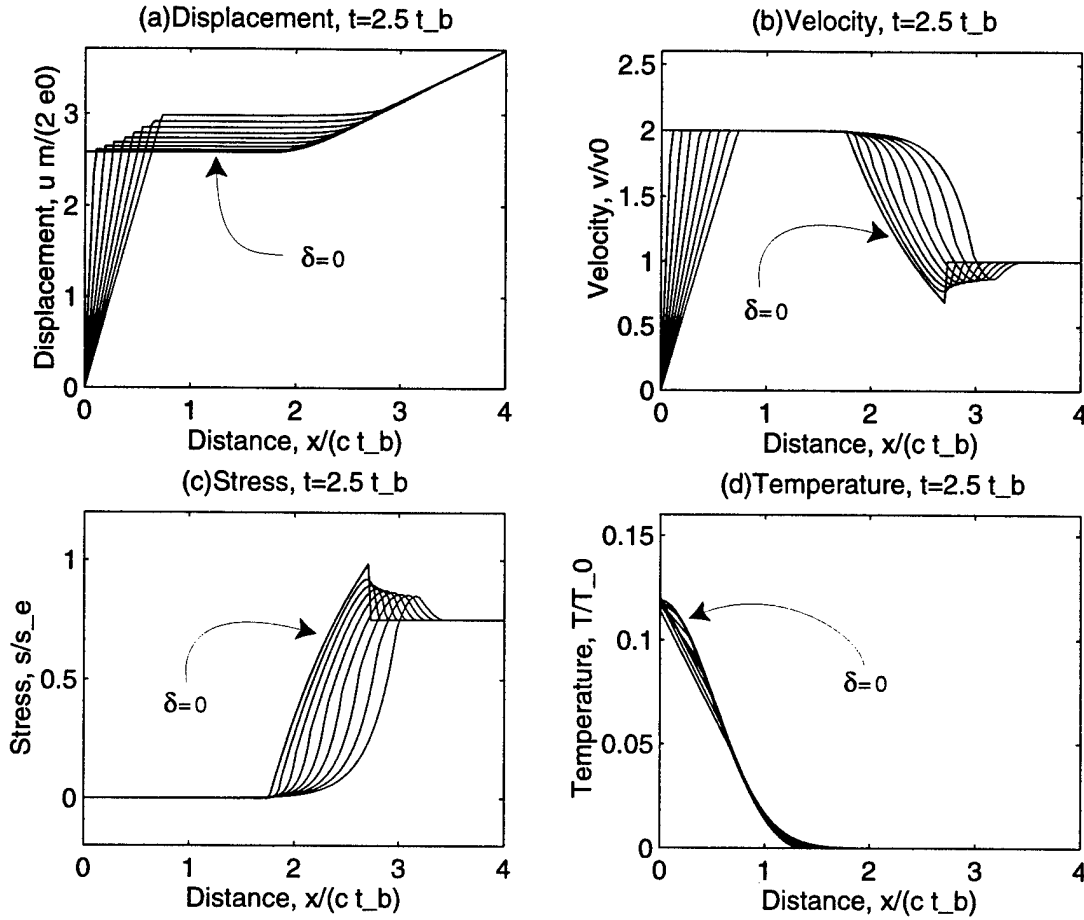 (a)Displacement, t=2.5 t_b
Displacement, u m/(2 e0)
3
2
1
0
δ=0
0 1 2 3 4
Distance, x/(c t_b)
(b)Velocity, t=2.5 t_b
Velocity, v/v0
2.5
2
1.5
1
0.5
0
δ=0
0 1 2 3 4
Distance, x/(c t_b)
(c)Stress, t=2.5 t_b
Stress, s/s_e
1
0.5
0
δ=0
0 1 2 3 4
Distance, x/(c t_b)
(d)Temperature, t=2.5 t_b
Temperature, T/T_0
0.15
0.1
0.05
0
δ=0
0 1 2 3 4
Distance, x/(c t_b)